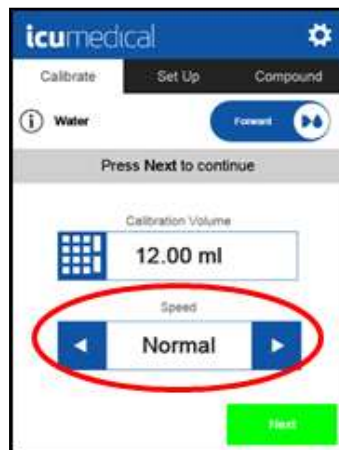 icumedical
Calibrate Set Up Compound
i Water Forward
Press Next to continue
Calibration Volume
12.00 ml
Speed
Normal
Next